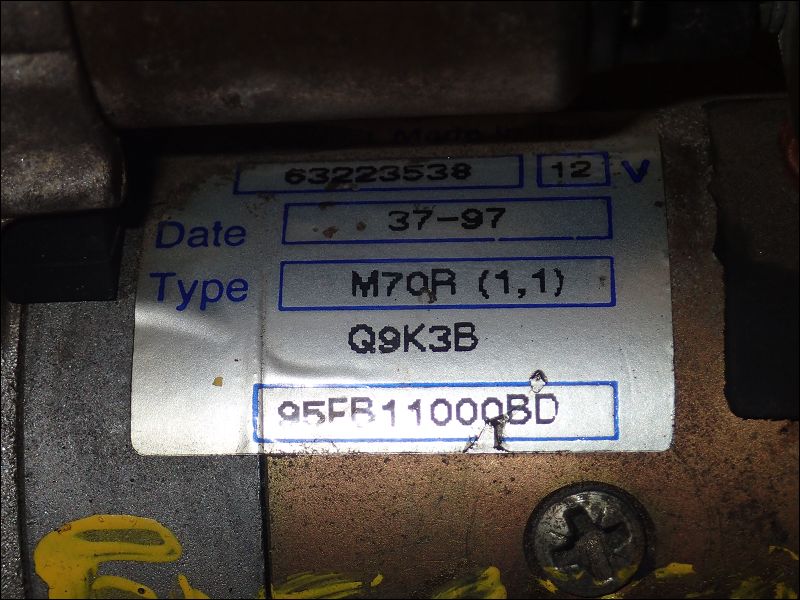 63223538 12 V
Date 37-97
Type M70R (1,1)
Q9K3B
95FB11000BD